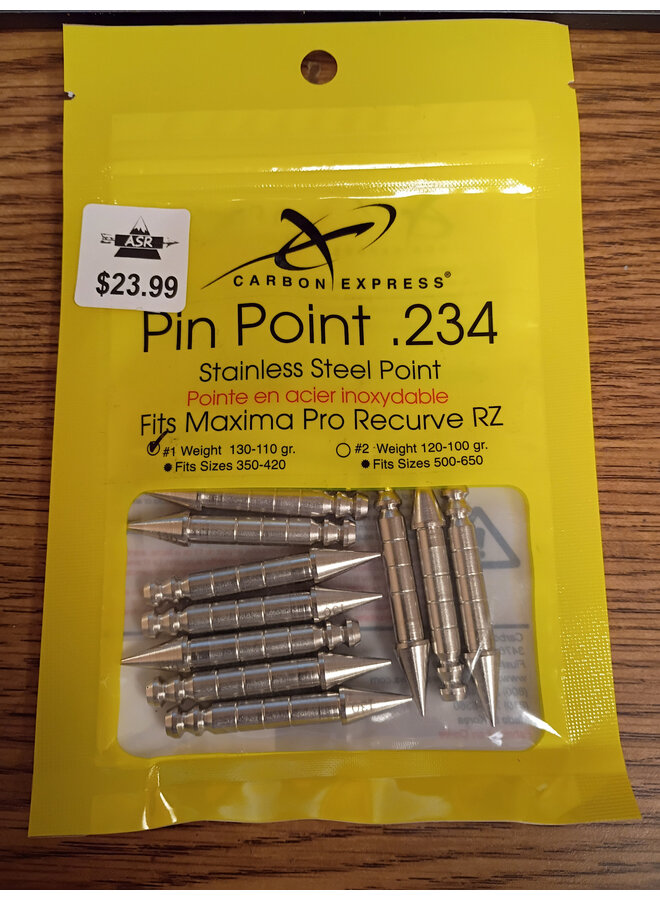 ASR
$23.99
CARBON EXPRESS®
Pin Point .234
Stainless Steel Point
Pointe en acier inoxydable
Fits Maxima Pro Recurve RZ
#1 Weight 130-110 gr.
Fits Sizes 350-420
#2 Weight 120-100 gr.
Fits Sizes 500-650